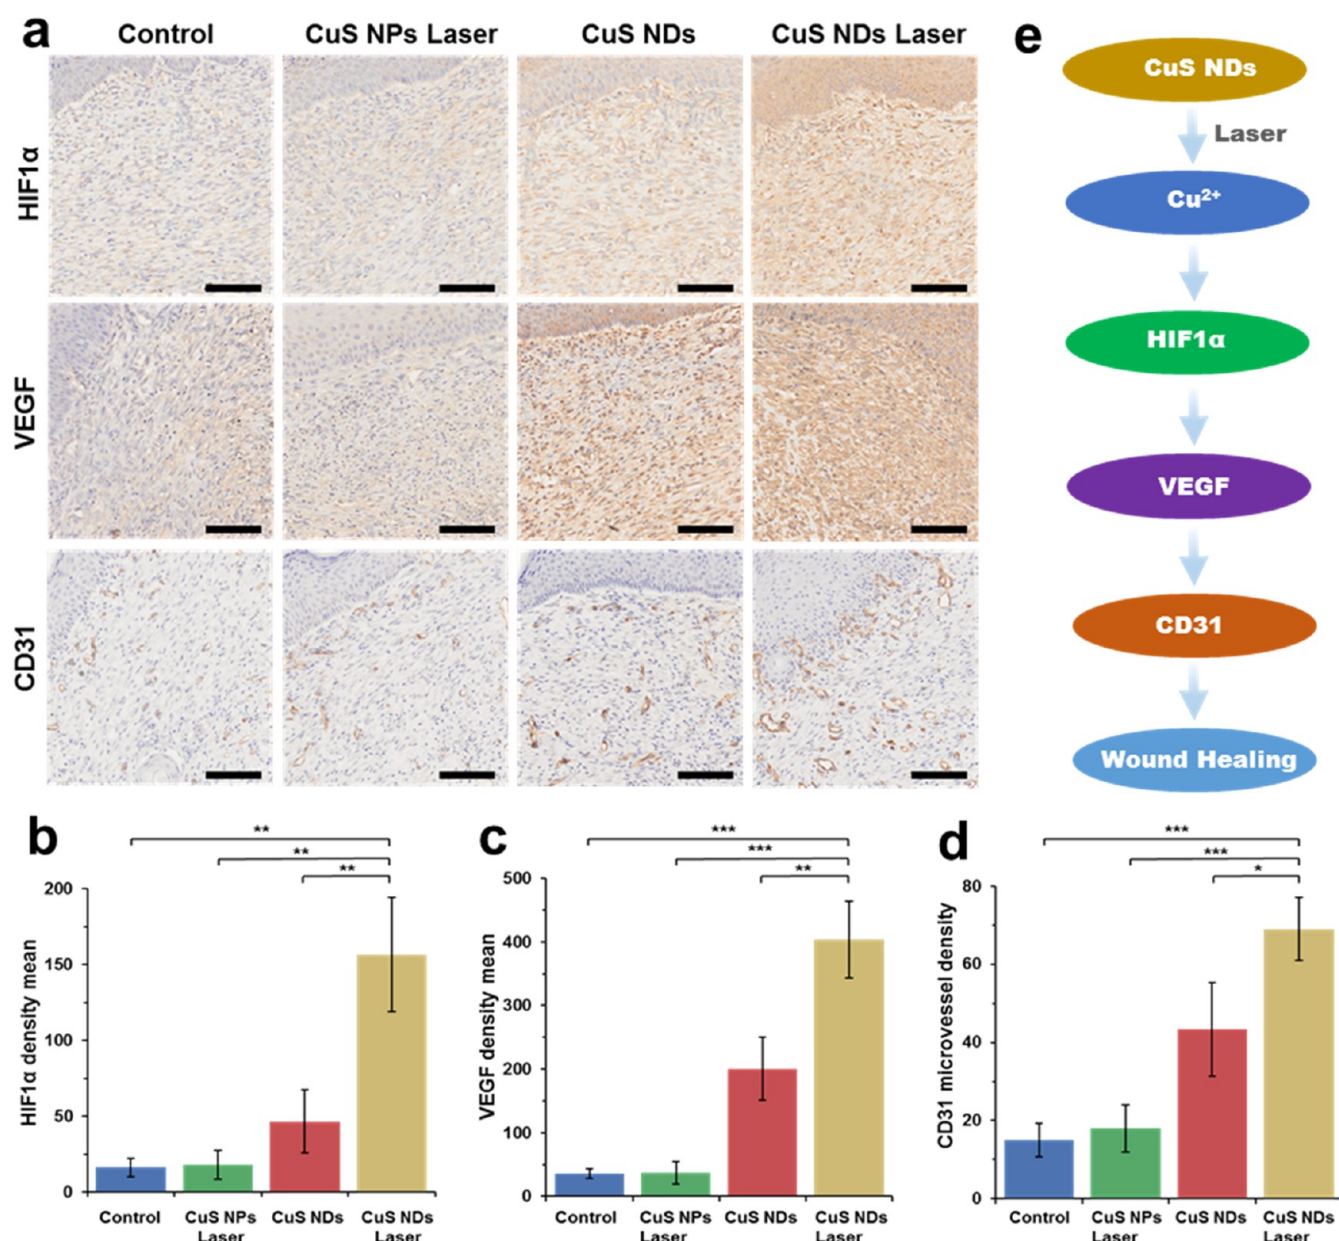 a
Control
CuS NPs Laser
CuS NDs
CuS NDs Laser
HIF1α
VEGF
CD31
e
CuS NDs
Laser
Cu²⁺
HIF1α
VEGF
CD31
Wound Healing
b
**
**
**
HIF1α density mean
200
150
100
50
0
Control
CuS NPs
Laser
CuS NDs
CuS NDs
Laser
c
***
***
**
VEGF density mean
500
400
300
200
100
0
Control
CuS NPs
Laser
CuS NDs
CuS NDs
Laser
d
***
***
*
CD31 microvessel density
80
60
40
20
0
Control
CuS NPs
Laser
CuS NDs
CuS NDs
Laser